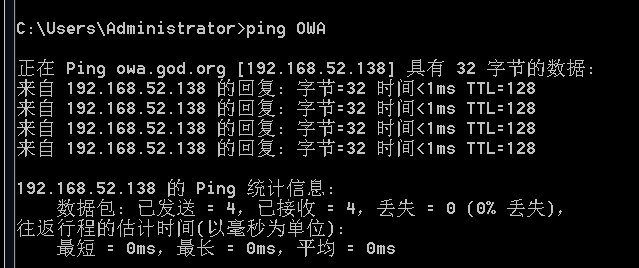 C:\Users\Administrator>ping OWA
正在 Ping owa.god.org [192.168.52.138] 具有 32 字节的数据:
来自 192.168.52.138 的回复: 字节=32 时间<1ms TTL=128
来自 192.168.52.138 的回复: 字节=32 时间<1ms TTL=128
来自 192.168.52.138 的回复: 字节=32 时间<1ms TTL=128
来自 192.168.52.138 的回复: 字节=32 时间<1ms TTL=128
192.168.52.138 的 Ping 统计信息:
数据包: 已发送 = 4，已接收 = 4，丢失 = 0 (0% 丢失)，
往返行程的估计时间(以毫秒为单位):
最短 = 0ms，最长 = 0ms，平均 = 0ms